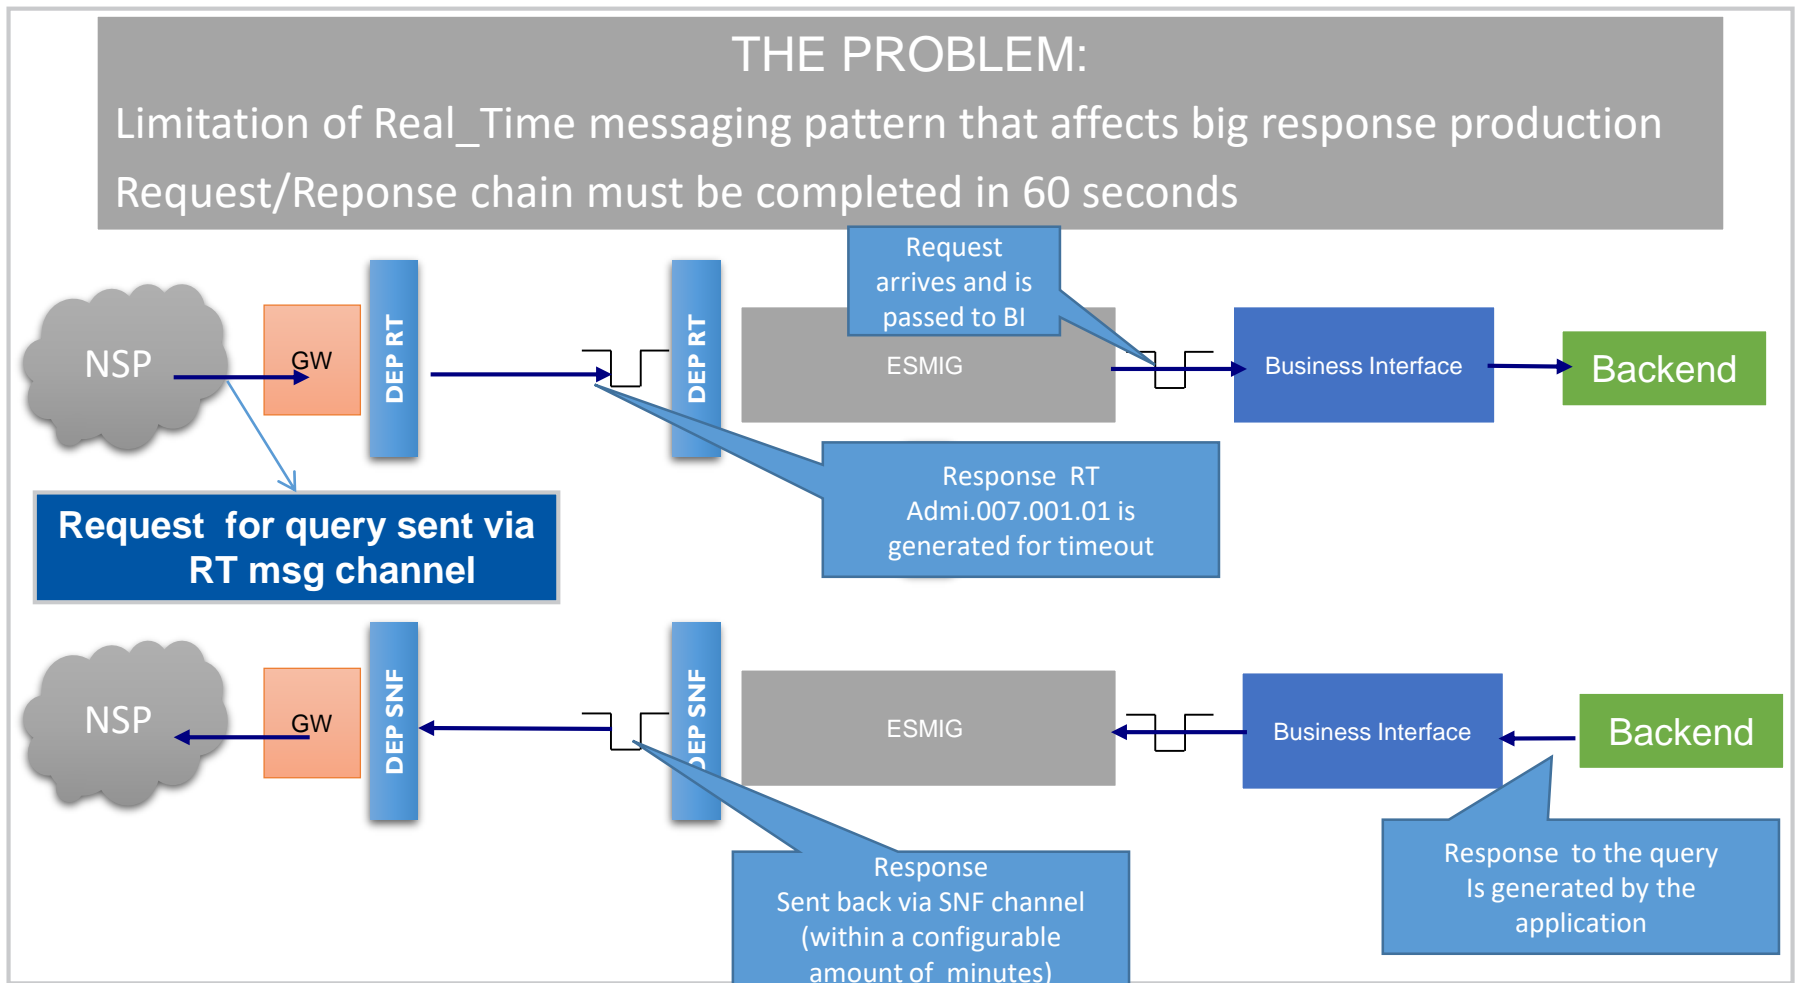 THE PROBLEM:
Limitation of Real_Time messaging pattern that affects big response production
Request/Reponse chain must be completed in 60 seconds
Request
arrives and is
passed to BI
NSP
GW
DEP RT
DEP RT
ESMIG
Business Interface
Backend
Response RT
Admi.007.001.01 is
generated for timeout
Request for query sent via
RT msg channel
NSP
GW
DEP SNF
DEP SNF
ESMIG
Business Interface
Backend
Response
Sent back via SNF channel
(within a configurable
amount of minutes)
Response to the query
Is generated by the
application